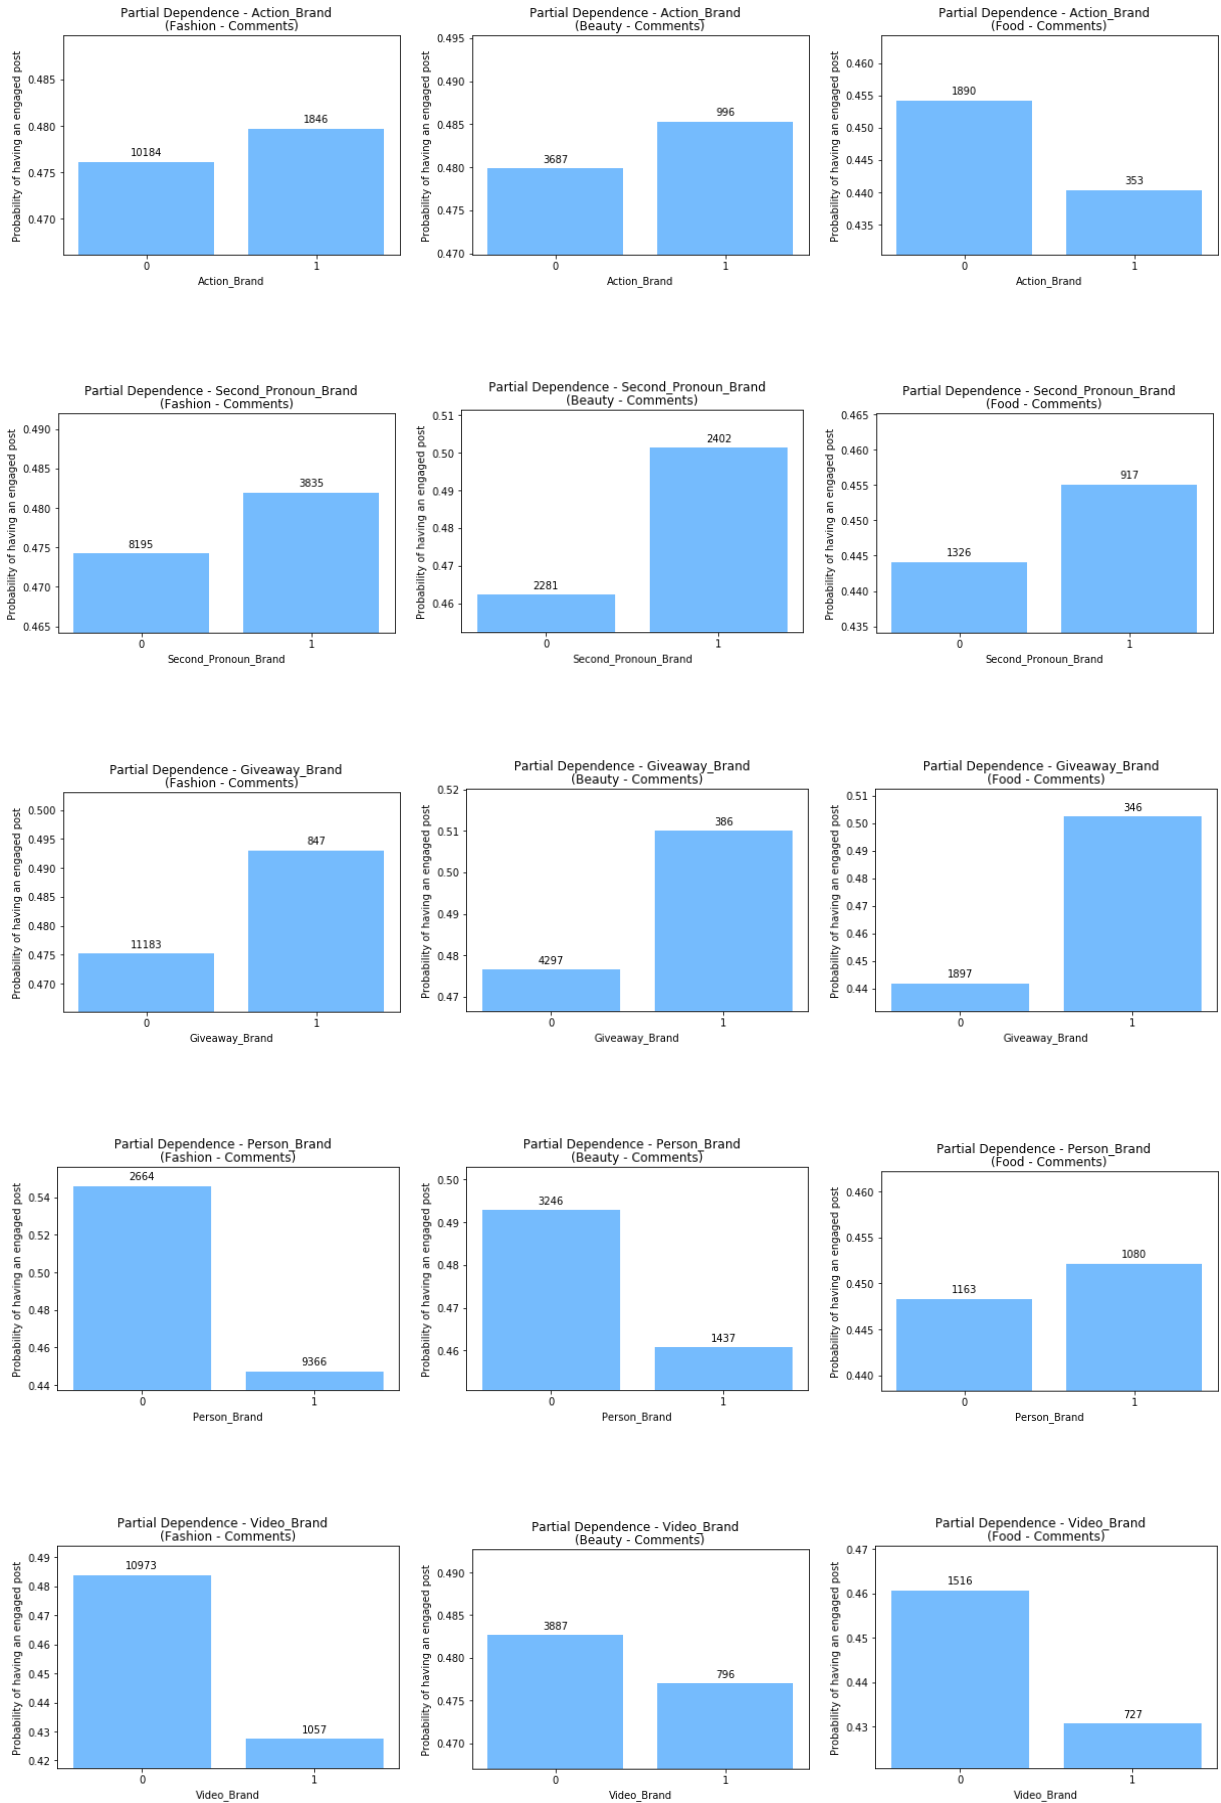 Partial Dependence - Action_Brand
(Fashion - Comments)
Probability of having an engaged post
0.485
0.480
0.475
0.470
10184
1846
0
1
Action_Brand
Partial Dependence - Action_Brand
(Beauty - Comments)
Probability of having an engaged post
0.495
0.490
0.485
0.480
0.475
0.470
3687
996
0
1
Action_Brand
Partial Dependence - Action_Brand
(Food - Comments)
Probability of having an engaged post
0.460
0.455
0.450
0.445
0.440
0.435
1890
353
0
1
Action_Brand
Partial Dependence - Second_Pronoun_Brand
(Fashion - Comments)
Probability of having an engaged post
0.490
0.485
0.480
0.475
0.470
0.465
8195
3835
0
1
Second_Pronoun_Brand
Partial Dependence - Second_Pronoun_Brand
(Beauty - Comments)
Probability of having an engaged post
0.51
0.50
0.49
0.48
0.47
0.46
2281
2402
0
1
Second_Pronoun_Brand
Partial Dependence - Second_Pronoun_Brand
(Food - Comments)
Probability of having an engaged post
0.465
0.460
0.455
0.450
0.445
0.440
0.435
1326
917
0
1
Second_Pronoun_Brand
Partial Dependence - Giveaway_Brand
(Fashion - Comments)
Probability of having an engaged post
0.500
0.495
0.490
0.485
0.480
0.475
0.470
11183
847
0
1
Giveaway_Brand
Partial Dependence - Giveaway_Brand
(Beauty - Comments)
Probability of having an engaged post
0.52
0.51
0.50
0.49
0.48
0.47
4297
386
0
1
Giveaway_Brand
Partial Dependence - Giveaway_Brand
(Food - Comments)
Probability of having an engaged post
0.51
0.50
0.49
0.48
0.47
0.46
0.45
0.44
1897
346
0
1
Giveaway_Brand
Partial Dependence - Person_Brand
(Fashion - Comments)
Probability of having an engaged post
0.54
0.52
0.50
0.48
0.46
0.44
2664
9366
0
1
Person_Brand
Partial Dependence - Person_Brand
(Beauty - Comments)
Probability of having an engaged post
0.50
0.49
0.48
0.47
0.46
3246
1437
0
1
Person_Brand
Partial Dependence - Person_Brand
(Food - Comments)
Probability of having an engaged post
0.460
0.455
0.450
0.445
0.440
1163
1080
0
1
Person_Brand
Partial Dependence - Video_Brand
(Fashion - Comments)
Probability of having an engaged post
0.49
0.48
0.47
0.46
0.45
0.44
0.43
0.42
10973
1057
0
1
Video_Brand
Partial Dependence - Video_Brand
(Beauty - Comments)
Probability of having an engaged post
0.490
0.485
0.480
0.475
0.470
3887
796
0
1
Video_Brand
Partial Dependence - Video_Brand
(Food - Comments)
Probability of having an engaged post
0.47
0.46
0.45
0.44
0.43
1516
727
0
1
Video_Brand